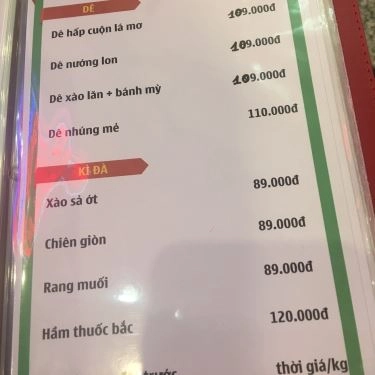 DÊ
Dê hấp cuộn lá mơ 109.000đ
Dê nướng lon 109.000đ
Dê xào lăn + bánh mỳ 109.000đ
Dê nhúng mẻ 110.000đ
KÌ ĐÀ
Xào sả ớt 89.000đ
Chiên giòn 89.000đ
Rang muối 89.000đ
Hầm thuốc bắc 120.000đ
trước thời giá/kg